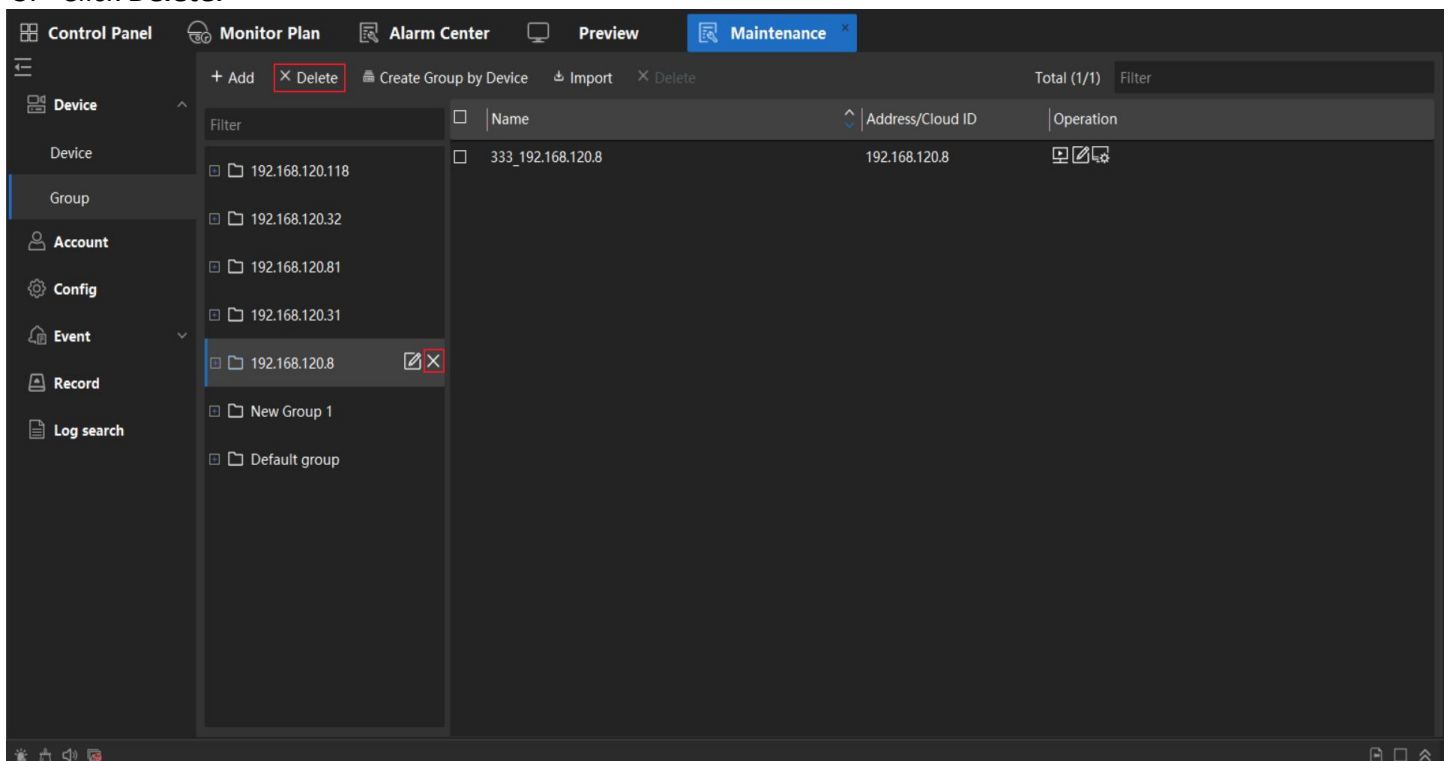 Click Delete.
Control Panel Monitor Plan Alarm Center Preview Maintenance ×
+ Add × Delete Create Group by Device Import × Delete Total (1/1) Filter
Device
Filter Name Address/Cloud ID Operation
Device 333_192.168.120.8 192.168.120.8
192.168.120.118
Group
192.168.120.32
Account
192.168.120.81
Config
192.168.120.31
Event
192.168.120.8
Record
New Group 1
Log search
Default group